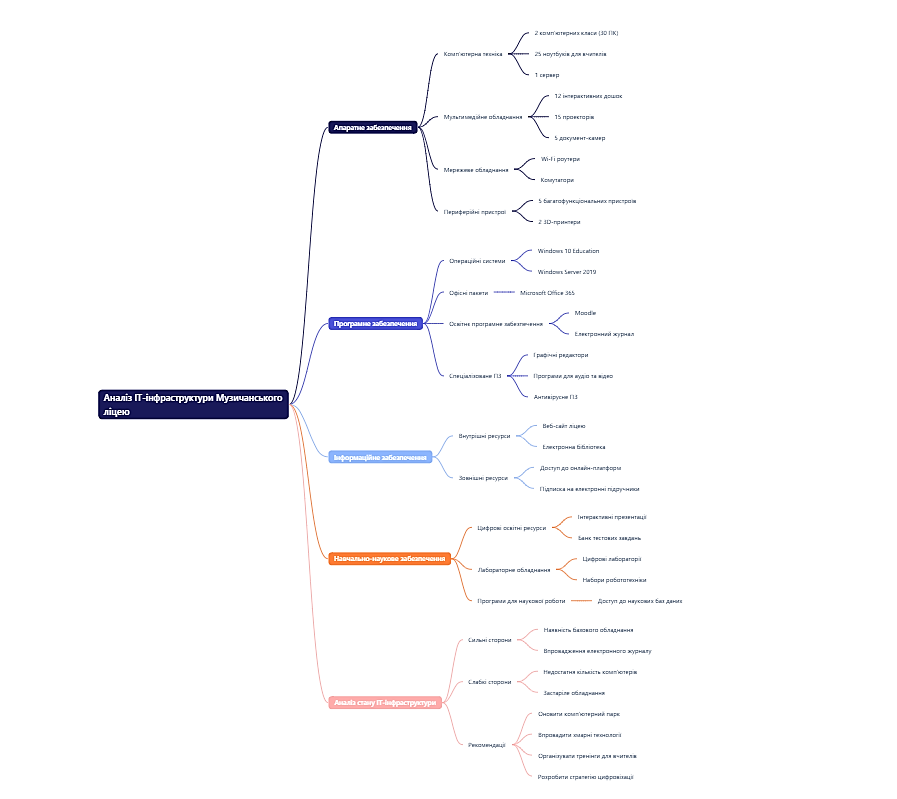 Аналіз ІТ-інфраструктури Музичанського
ліцею
Апаратне забезпечення
Комп'ютерна техніка
2 комп'ютерних класи (30 ПК)
25 ноутбуків для вчителів
1 сервер
Мультимедійне обладнання
12 інтерактивних дошок
15 проекторів
5 документ-камер
Мережеве обладнання
Wi-Fi роутери
Комутатори
Периферійні пристрої
5 багатофункціональних пристроїв
2 3D-принтери
Програмне забезпечення
Операційні системи
Windows 10 Education
Windows Server 2019
Офісні пакети
Microsoft Office 365
Освітнє програмне забезпечення
Moodle
Електронний журнал
Спеціалізоване ПЗ
Графічні редактори
Програми для аудіо та відео
Антивірусне ПЗ
Інформаційне забезпечення
Внутрішні ресурси
Веб-сайт ліцею
Електронна бібліотека
Зовнішні ресурси
Доступ до онлайн-платформ
Підписка на електронні підручники
Навчально-наукове забезпечення
Цифрові освітні ресурси
Інтерактивні презентації
Банк тестових завдань
Лабораторне обладнання
Цифрові лабораторії
Набори робототехніки
Програми для наукової роботи
Доступ до наукових баз даних
Аналіз стану ІТ-інфраструктури
Сильні сторони
Наявність базового обладнання
Впровадження електронного журналу
Слабкі сторони
Недостатня кількість комп'ютерів
Застаріле обладнання
Рекомендації
Оновити комп'ютерний парк
Впровадити хмарні технології
Організувати тренінги для вчителів
Розробити стратегію цифровізації